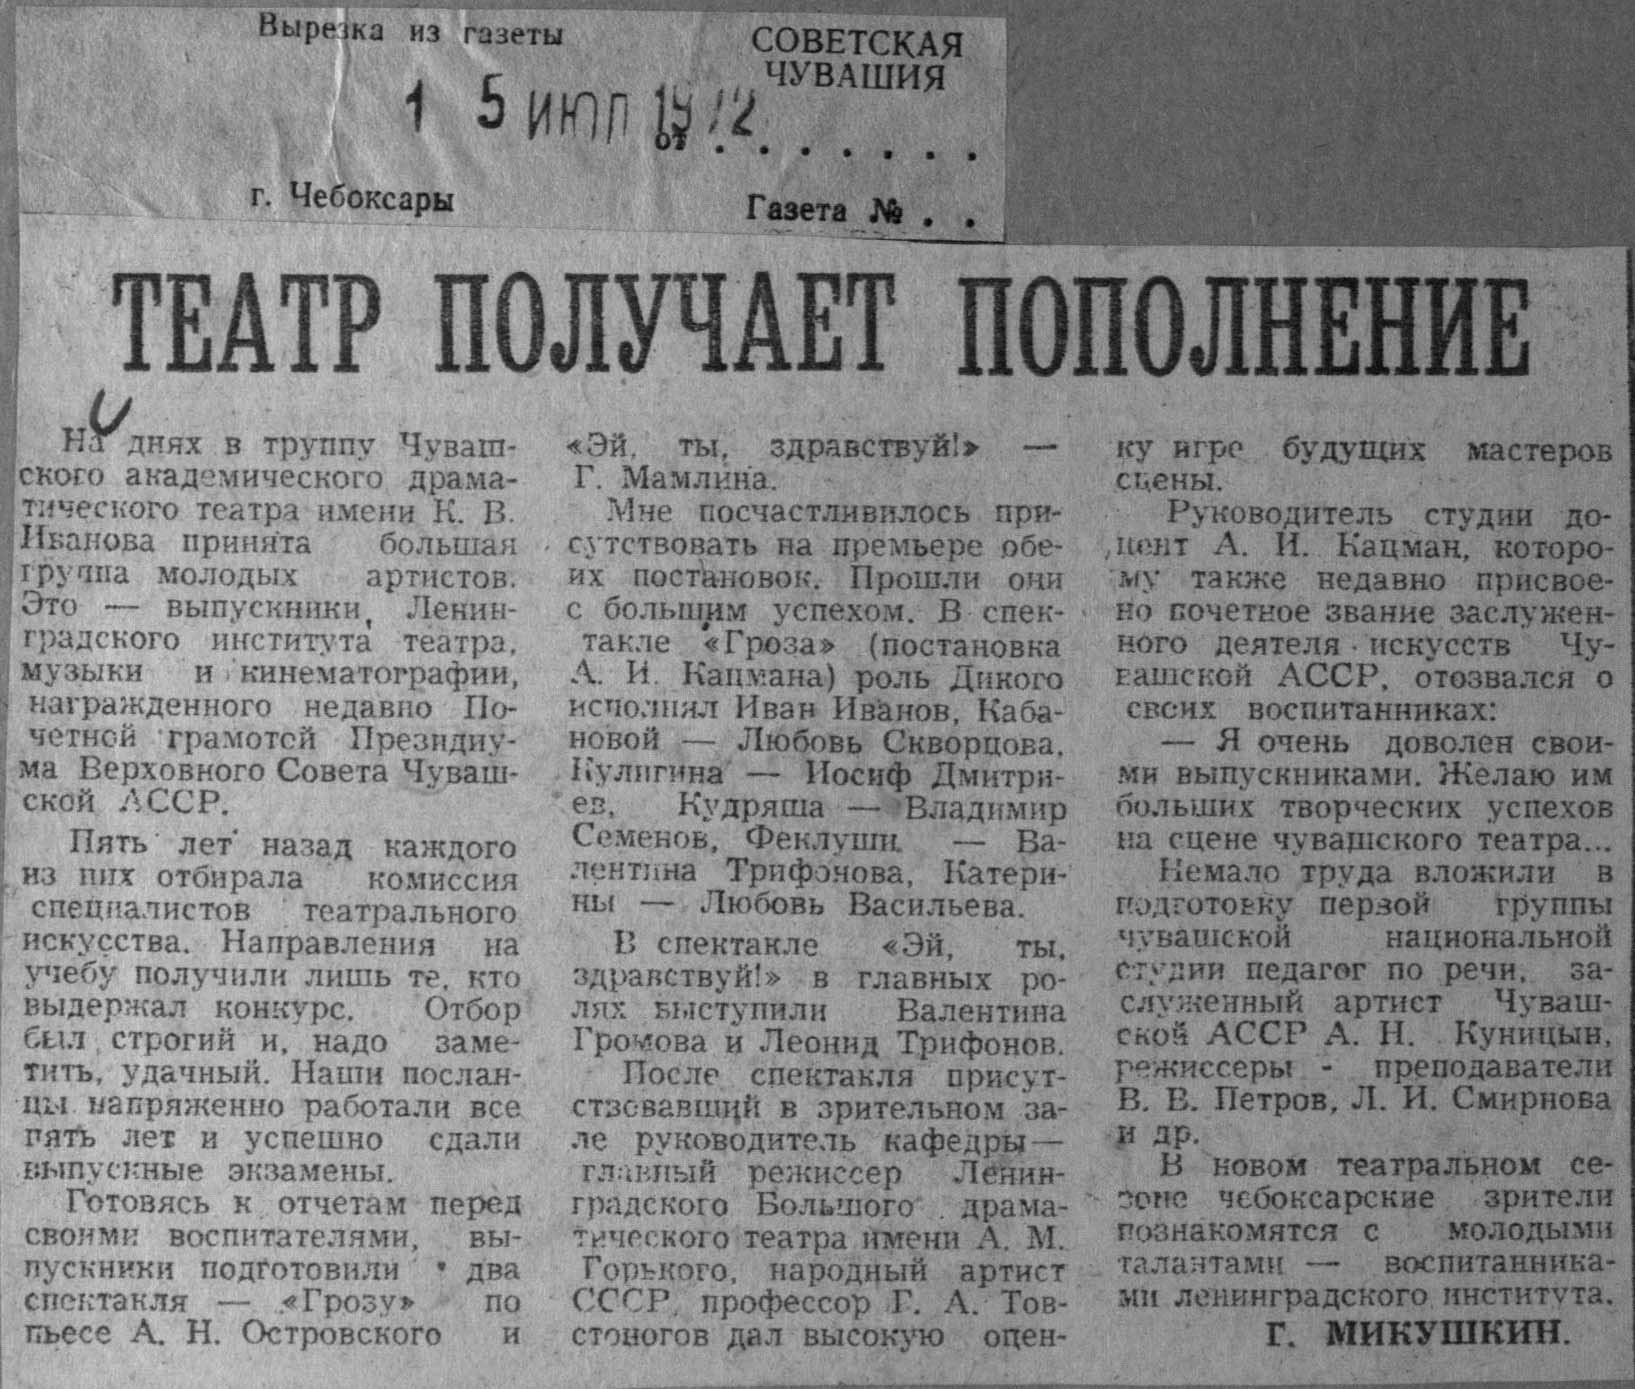 Вырезка из газеты
СОВЕТСКАЯ
ЧУВАШИЯ
1 5 ИЮЛ 1972
от . . . . . . . .
г. Чебоксары
Газета № . .
ТЕАТР ПОЛУЧАЕТ ПОПОЛНЕНИЕ
На днях в труппу Чуваш-
ского академического драма-
тического театра имени К. В.
Иванова принята большая
группа молодых артистов.
Это — выпускники Ленин-
градского института театра,
музыки и кинематографии,
награжденного недавно По-
четной грамотой Президиу-
ма Верховного Совета Чуваш-
ской АССР.
Пять лет назад каждого
из них отбирала комиссия
специалистов театрального
искусства. Направления на
учебу получили лишь те, кто
выдержал конкурс. Отбор
был строгий и, надо заме-
тить, удачный. Наши послан-
цы напряженно работали все
пять лет и успешно сдали
выпускные экзамены.
Готовясь к отчетам перед
своими воспитателями, вы-
пускники подготовили два
спектакля — «Грозу» по
пьесе А. Н. Островского и
«Эй, ты, здравствуй!» —
Г. Мамлина.
Мне посчастливилось при-
сутствовать на премьере обе-
их постановок. Прошли они
с большим успехом. В спек-
такле «Гроза» (постановка
А. И. Кацмана) роль Дикого
исполнял Иван Иванов, Каба-
новой — Любовь Скворцова,
Кулигина — Иосиф Дмитри-
ев, Кудряша — Владимир
Семенов, Феклуши — Ва-
лентина Трифонова, Катери-
ны — Любовь Васильева.
В спектакле «Эй, ты,
здравствуй!» в главных ро-
лях выступили Валентина
Громова и Леонид Трифонов.
После спектакля присут-
ствовавший в зрительном за-
ле руководитель кафедры —
главный режиссер Ленин-
градского Большого драма-
тического театра имени А. М.
Горького, народный артист
СССР, профессор Г. А. Тов-
стоногов дал высокую оцен-
ку игре будущих мастеров
сцены.
Руководитель студии до-
цент А. И. Кацман, которо-
му также недавно присвое-
но почетное звание заслужен-
ного деятеля искусств Чу-
вашской АССР, отозвался о
своих воспитанниках:
— Я очень доволен свои-
ми выпускниками. Желаю им
больших творческих успехов
на сцене чувашского театра...
Немало труда вложили в
подготовку первой группы
чувашской национальной
студии педагог по речи, за-
служенный артист Чуваш-
ской АССР А. Н. Куницын,
режиссеры - преподаватели
В. В. Петров, Л. И. Смирнова
и др.
В новом театральном се-
зоне чебоксарские зрители
познакомятся с молодыми
талантами — воспитанника-
ми ленинградского института.
Г. МИКУШКИН.